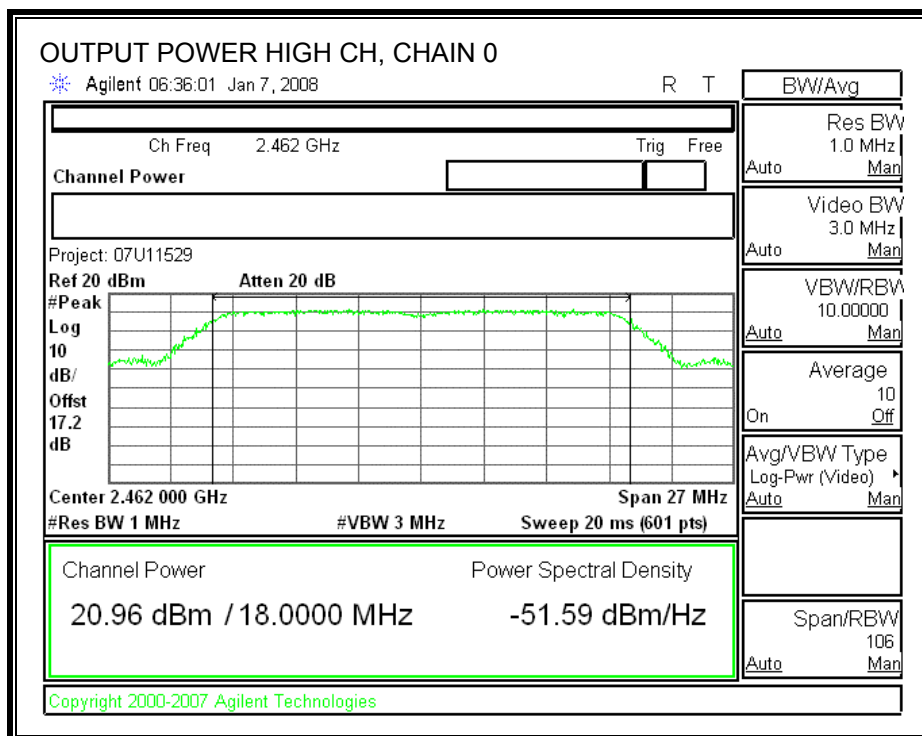 OUTPUT POWER HIGH CH, CHAIN 0
Agilent 06:36:01 Jan 7, 2008 R T
BW/Avg
Ch Freq 2.462 GHz Trig Free
Channel Power
Res BW
1.0 MHz
Auto Man
Video BW
3.0 MHz
Auto Man
VBW/RBW
10.00000
Auto Man
Average
10
On Off
Avg/VBW Type
Log-Pwr (Video)
Auto Man
Span/RBW
106
Auto Man
Project: 07U11529
Ref 20 dBm Atten 20 dB
#Peak
Log
10
dB/
Offst
17.2
dB
Center 2.462 000 GHz Span 27 MHz
#Res BW 1 MHz #VBW 3 MHz Sweep 20 ms (601 pts)
Channel Power Power Spectral Density
20.96 dBm / 18.0000 MHz -51.59 dBm/Hz
Copyright 2000-2007 Agilent Technologies